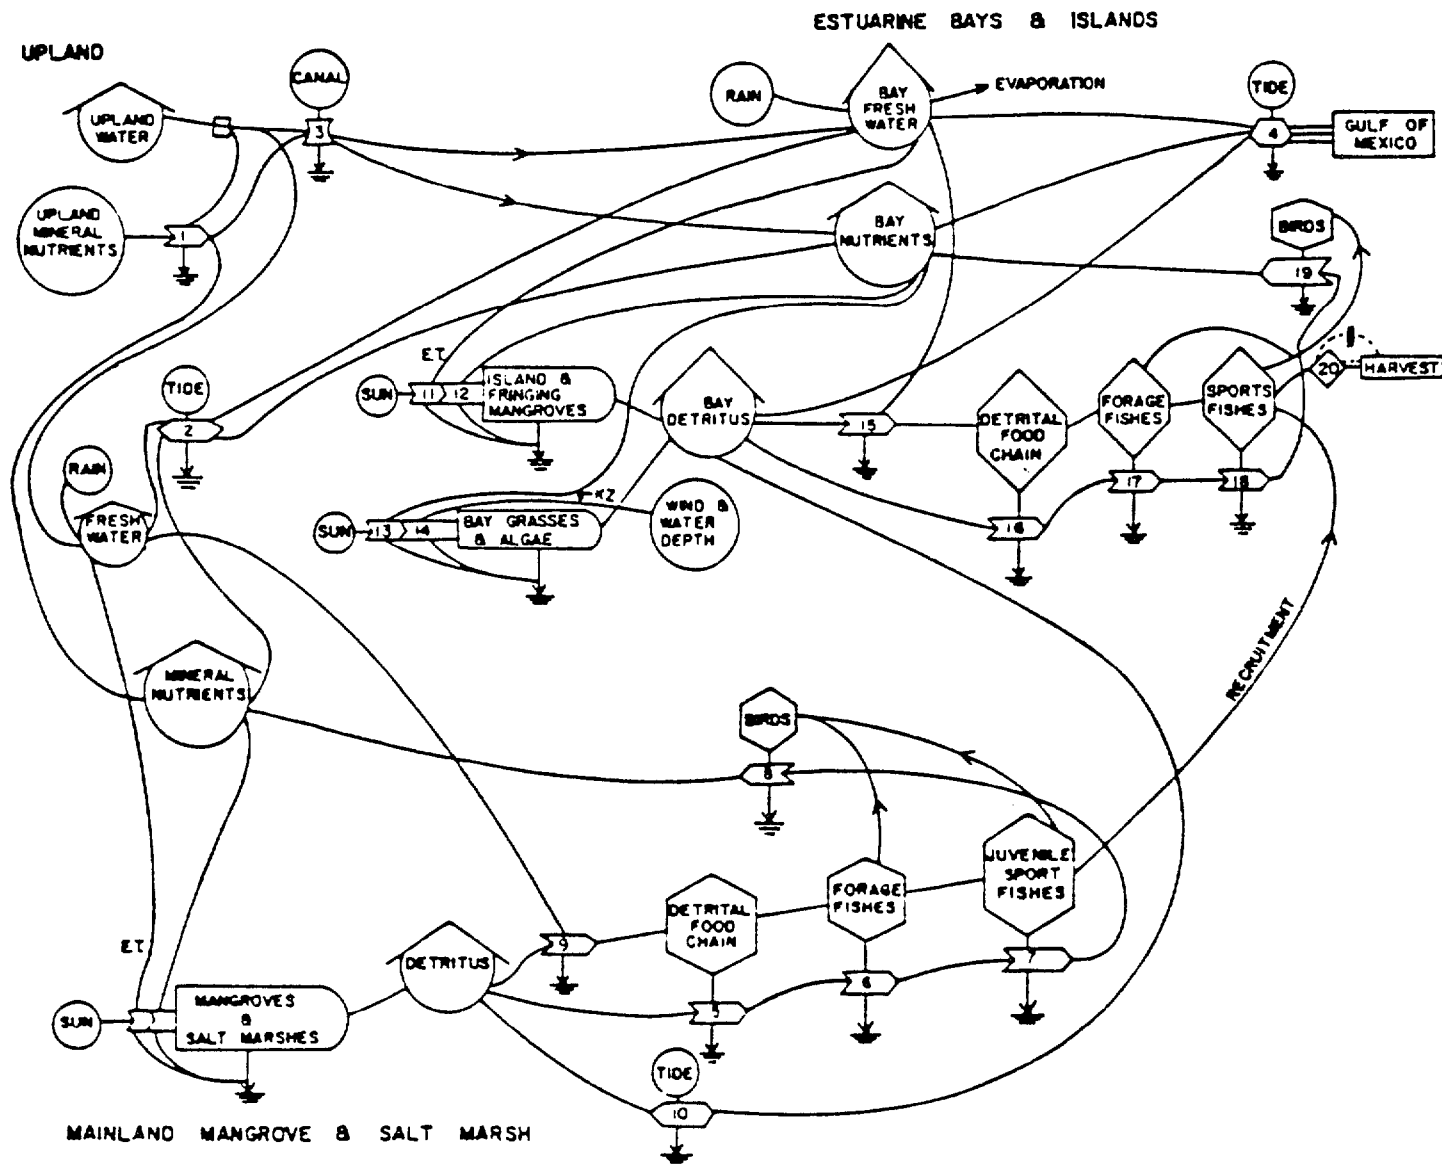 ESTUARINE BAYS & ISLANDS
UPLAND
CANAL
UPLAND
WATER
3
RAIN
BAY
FRESH
WATER
EVAPORATION
TIDE
4
GULF OF
MEXICO
UPLAND
MINERAL
NUTRIENTS
1
BAY
NUTRIENTS
BIRDS
19
E.T.
TIDE
2
SUN
11
12
ISLAND &
FRINGING
MANGROVES
BAY
DETRITUS
15
DETRITAL
FOOD
CHAIN
FORAGE
FISHES
SPORTS
FISHES
20
HARVEST
17
18
16
RAIN
FRESH
WATER
KZ
SUN
13
14
BAY GRASSES
& ALGAE
WIND &
WATER
DEPTH
RECRUITMENT
MINERAL
NUTRIENTS
BIRDS
8
JUVENILE
SPORT
FISHES
FORAGE
FISHES
DETRITAL
FOOD
CHAIN
9
7
6
5
E.T.
DETRITUS
SUN
MANGROVES
&
SALT MARSHES
TIDE
10
MAINLAND MANGROVE & SALT MARSH